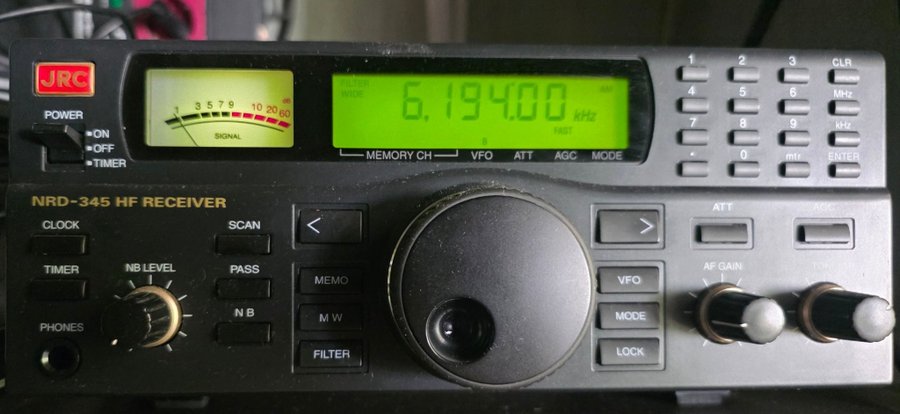 JRC
POWER
ON
OFF
TIMER
1 3 5 7 9 10 20 60 dB
SIGNAL
FILTER
WIDE
6,194.00 kHz
AM
FAST
B
MEMORY CH VFO ATT AGC MODE
1 2 3 CLR
4 5 6 MHz
7 8 9 kHz
• 0 mtr ENTER
NRD-345 HF RECEIVER
CLOCK
TIMER
NB LEVEL
PHONES
SCAN
PASS
N B
<
>
MEMO
M W
FILTER
VFO
MODE
LOCK
ATT
AGC
AF GAIN
TONE